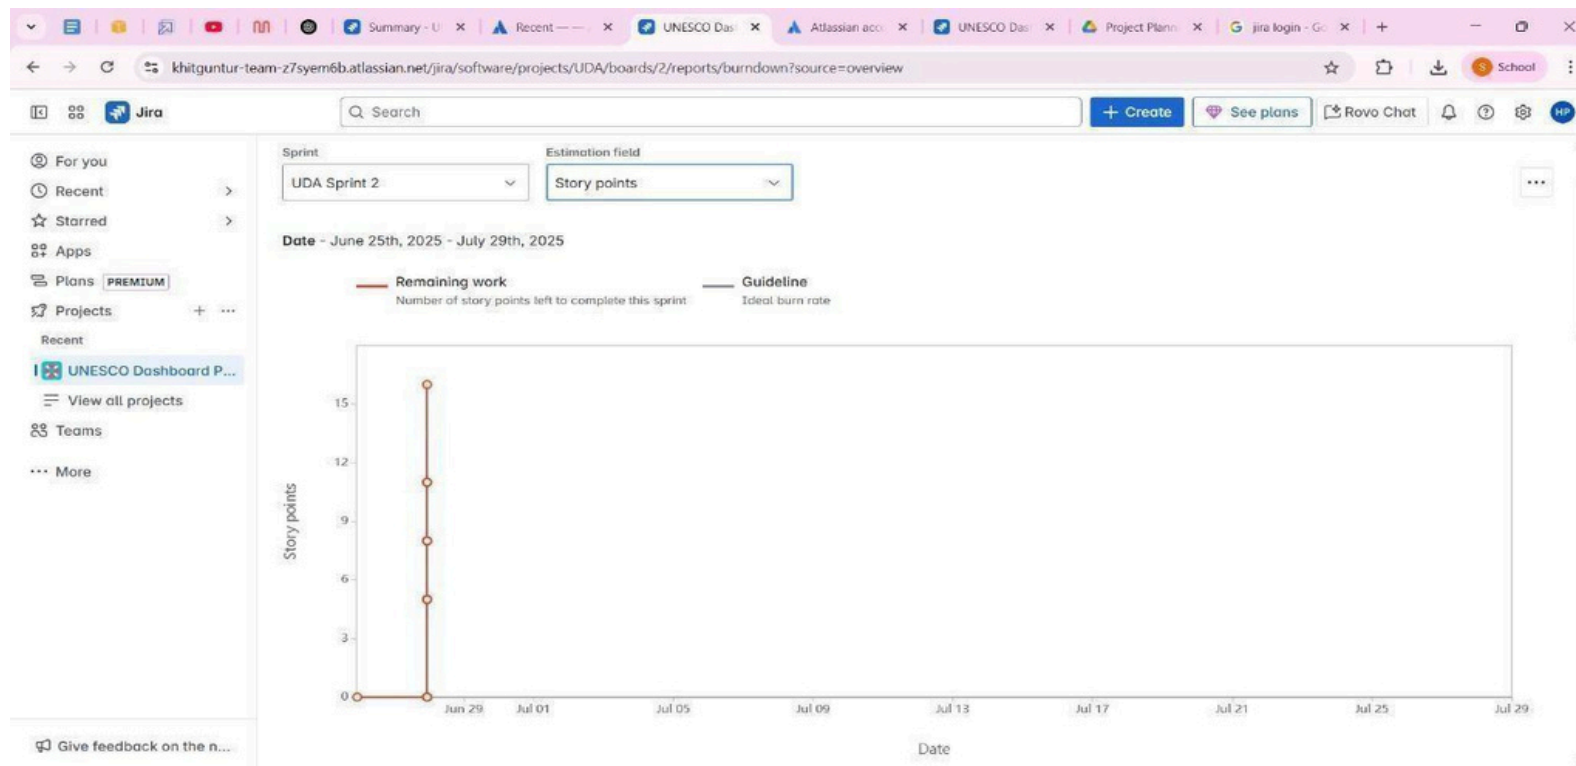 Summary - U
Recent — —
UNESCO Das
Atlassian acc
UNESCO Das
Project Plann
jira login - Go
khitguntur-team-z7syem6b.atlassian.net/jira/software/projects/UDA/boards/2/reports/burndown?source=overview
S School
Jira
Search
+ Create
See plans
Rovo Chat
HP
For you
Recent
Starred
Apps
Plans PREMIUM
Projects
Recent
UNESCO Dashboard P...
View all projects
Teams
More
Give feedback on the n...
Sprint
Estimation field
UDA Sprint 2
Story points
Date - June 25th, 2025 - July 29th, 2025
Remaining work
Number of story points left to complete this sprint
Guideline
Ideal burn rate
15
12
9
6
3
0
Story points
Jun 29 Jul 01 Jul 05 Jul 09 Jul 13 Jul 17 Jul 21 Jul 25 Jul 29
Date